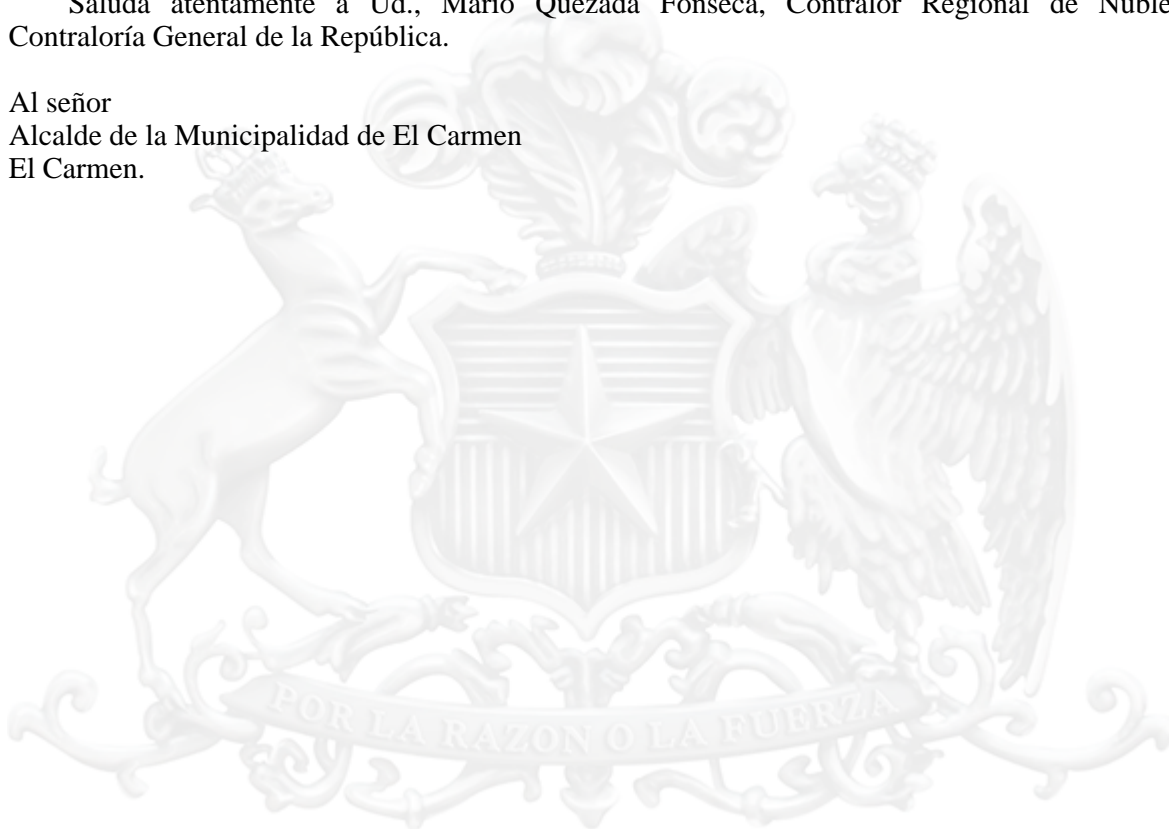 Saluda atentamente a Ud., Mario Quezada Fonseca, Contralor Regional de Ñuble
Contraloría General de la República.
Al señor
Alcalde de la Municipalidad de El Carmen
El Carmen.
POR LA RAZON O LA FUERZA